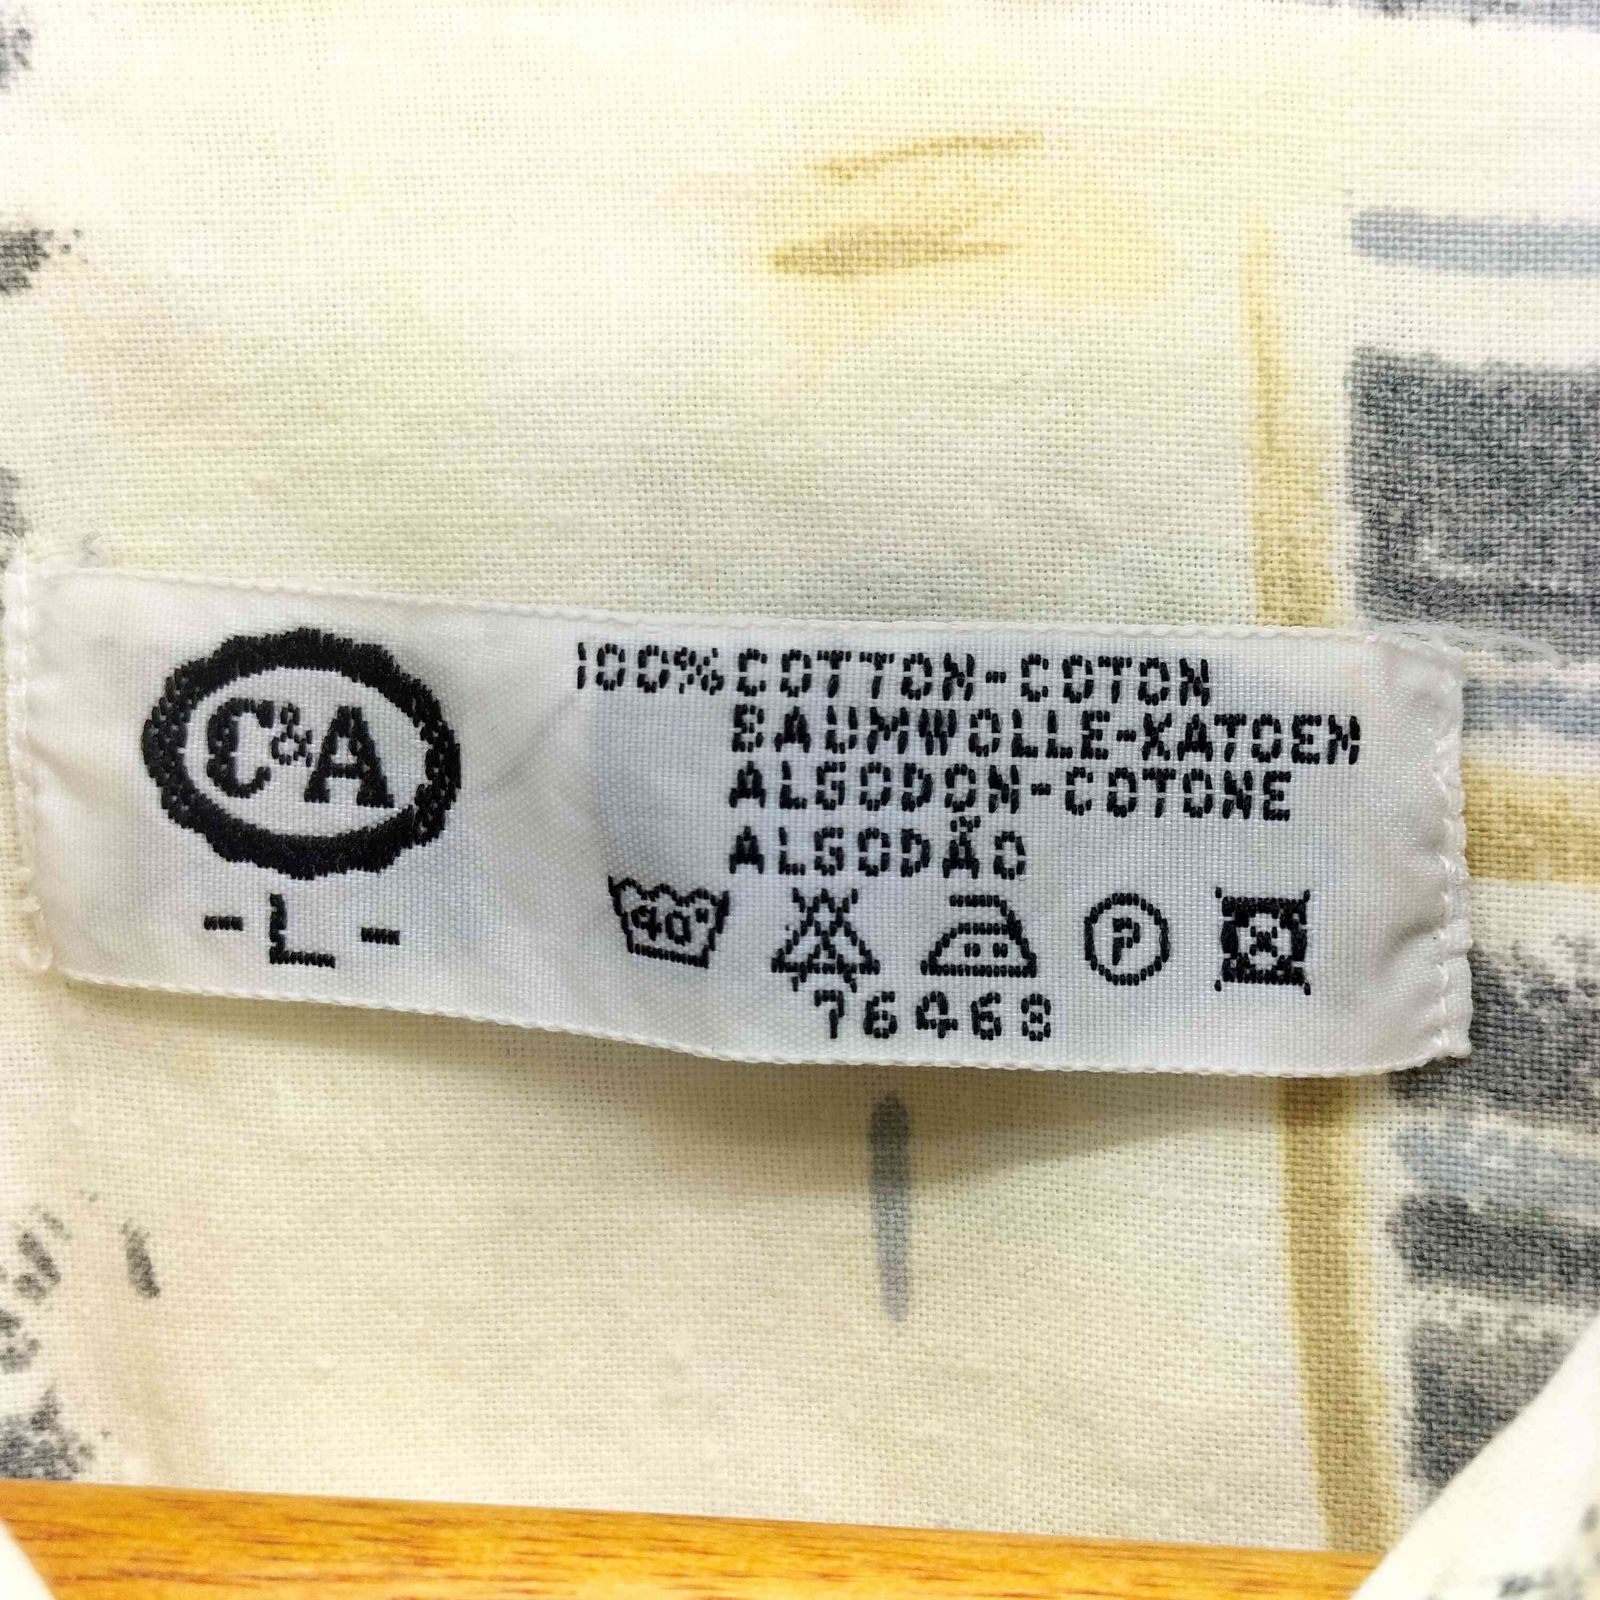 C&A
-L-
100% COTTON-COTON
BAUMWOLLE-KATOEN
ALGODON-COTONE
ALGODÃO
40°
P
76468